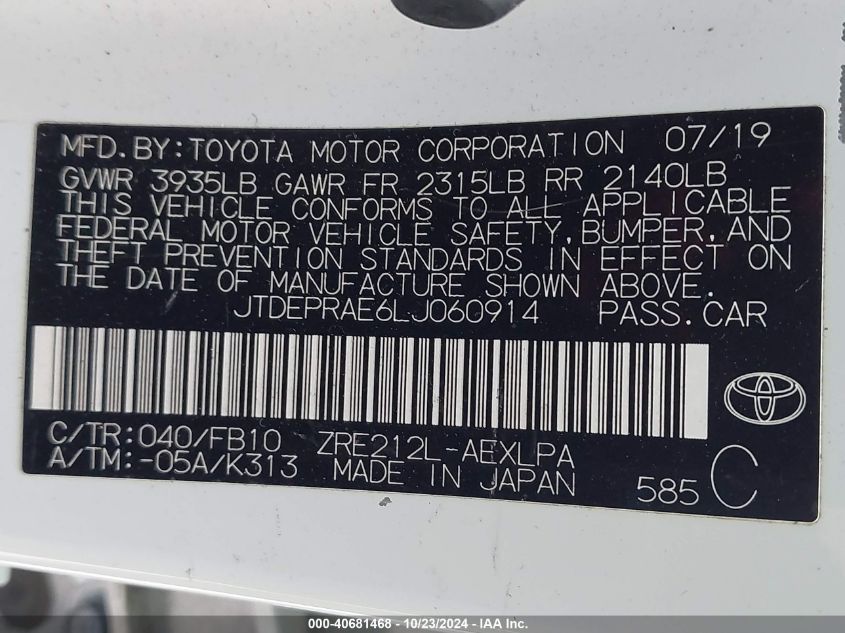 MFD.BY:TOYOTA MOTOR CORPORATION 07/19
GVWR 3935LB GAWR FR 2315LB RR 2140LB
THIS VEHICLE CONFORMS TO ALL APPLICABLE
FEDERAL MOTOR VEHICLE SAFETY, BUMPER, AND
THEFT PREVENTION STANDARDS IN EFFECT ON
THE DATE OF MANUFACTURE SHOWN ABOVE.
JTDEPRAE6LJ060914 PASS.CAR
C/TR:040/FB10 ZRE212L-AEXLPA
A/TM:-05A/K313 MADE IN JAPAN 585 C
000-40681468 - 10/23/2024 - IAA Inc.